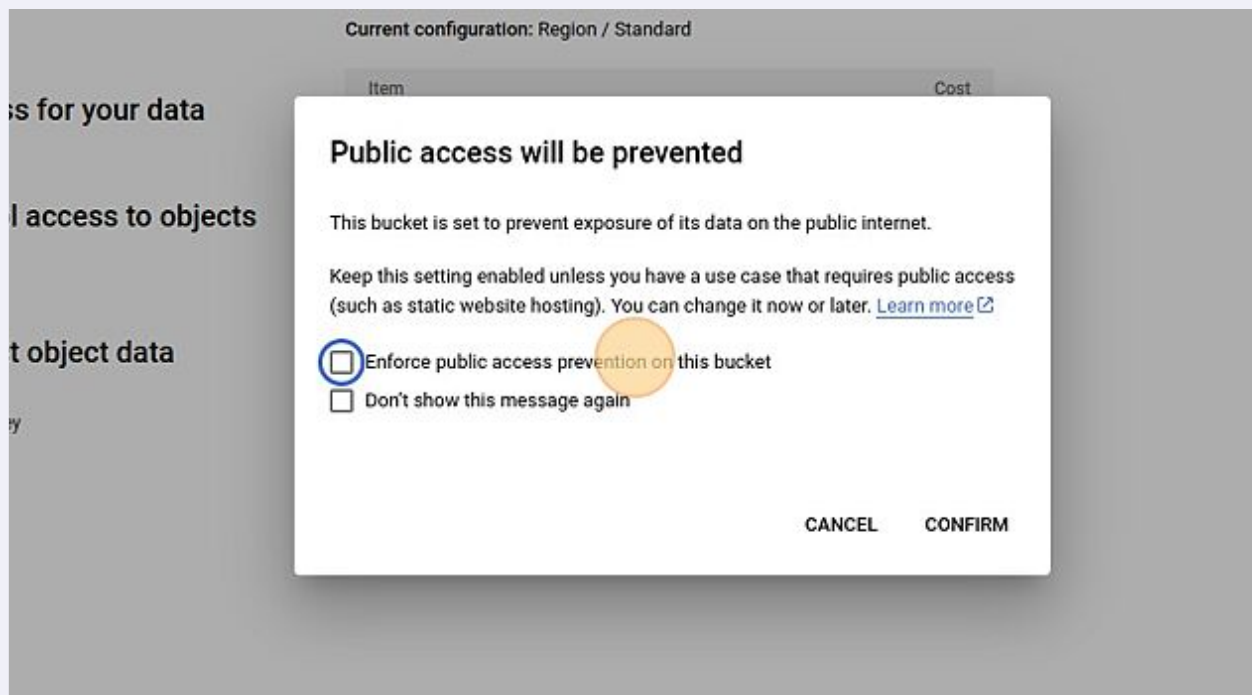 Current configuration: Region / Standard
Item Cost
ss for your data
Public access will be prevented
l access to objects
This bucket is set to prevent exposure of its data on the public internet.
Keep this setting enabled unless you have a use case that requires public access
(such as static website hosting). You can change it now or later. Learn more
t object data
Enforce public access prevention on this bucket
Don't show this message again
ey
CANCEL CONFIRM